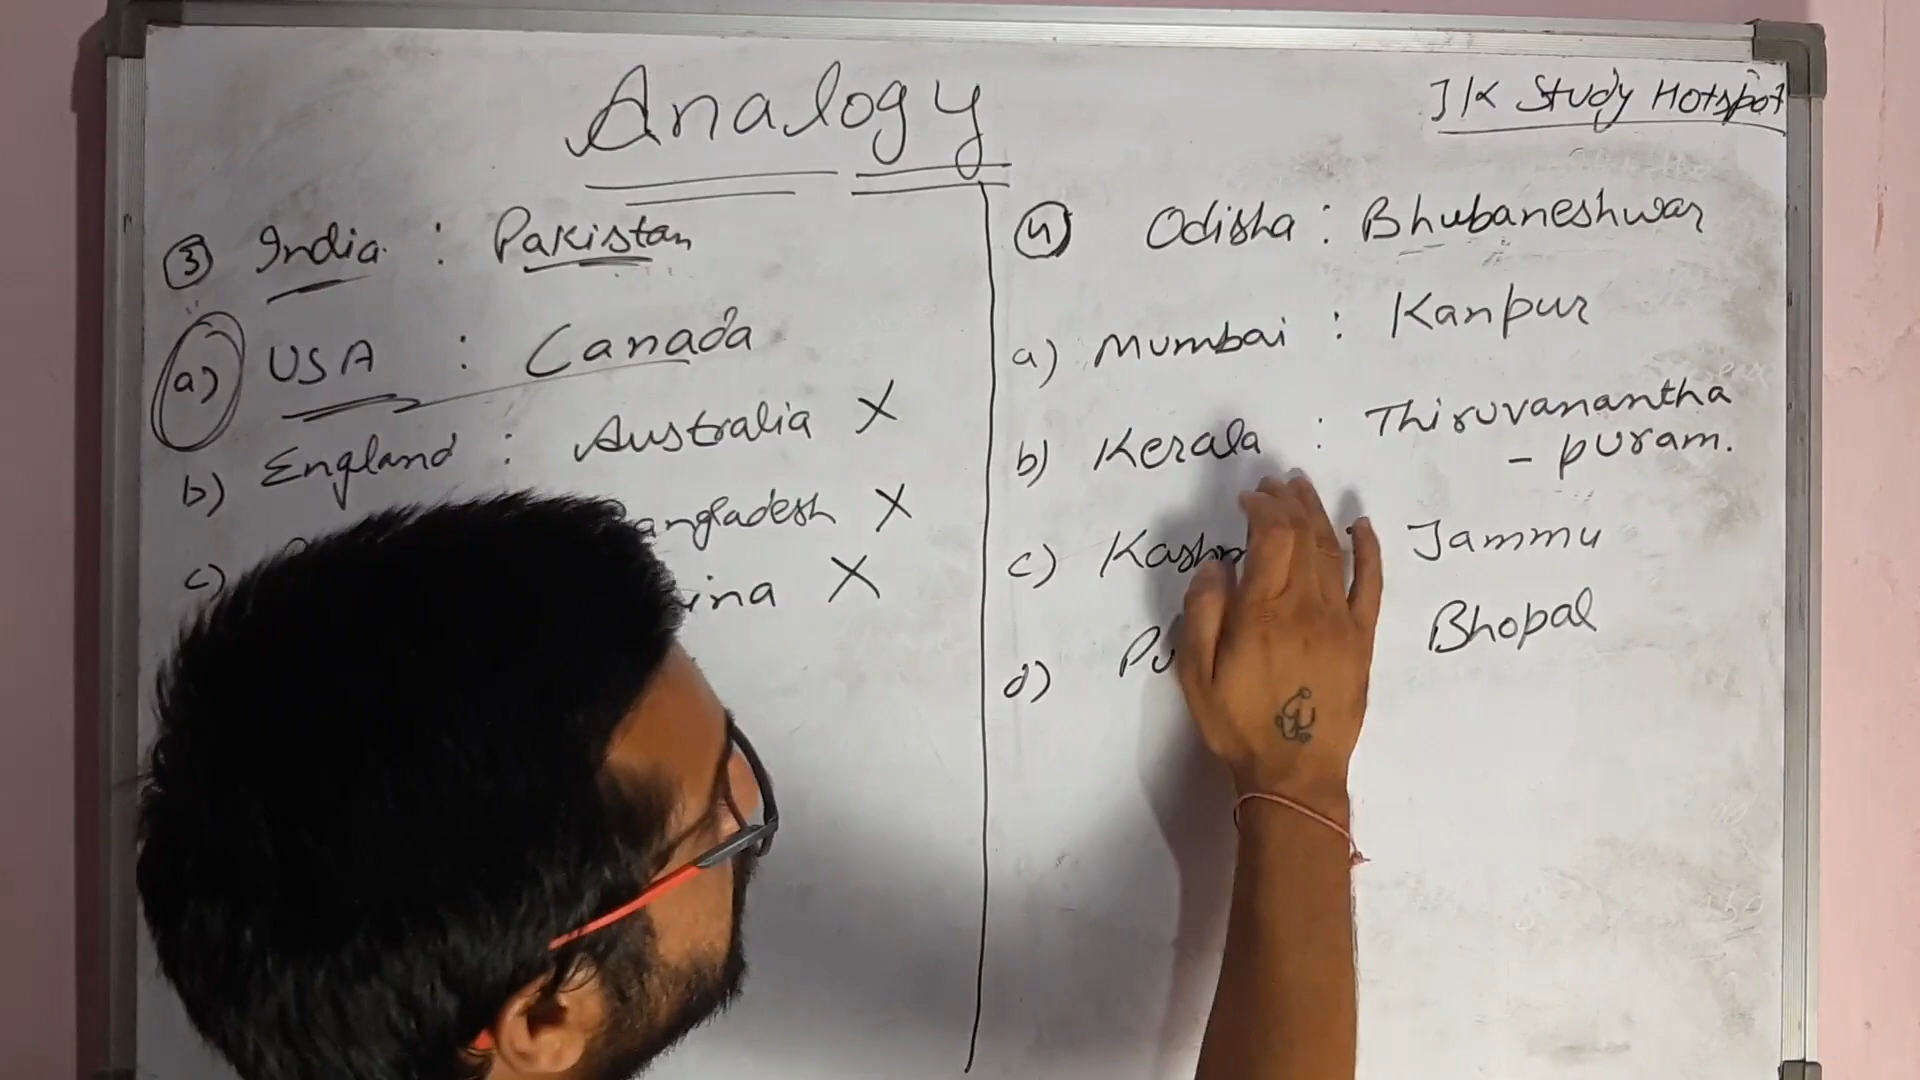 Analogy
JK Study Hotspot
③ India : Pakistan
a) USA : Canada
b) England : Australia X
c)
X
X
④ Odisha : Bhubaneshwar
a) Mumbai : Kanpur
b) Kerala : Thiruvanantha
- puram.
c) : Jammu
d) Bhopal